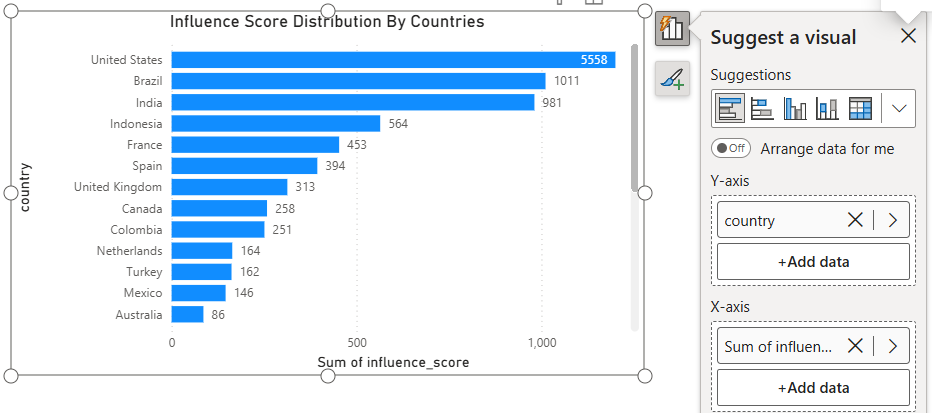 Influence Score Distribution By Countries
country
United States 5558
Brazil 1011
India 981
Indonesia 564
France 453
Spain 394
United Kingdom 313
Canada 258
Colombia 251
Netherlands 164
Turkey 162
Mexico 146
Australia 86
0 500 1,000
Sum of influence_score
Suggest a visual
Suggestions
Off Arrange data for me
Y-axis
country
+Add data
X-axis
Sum of influen...
+Add data